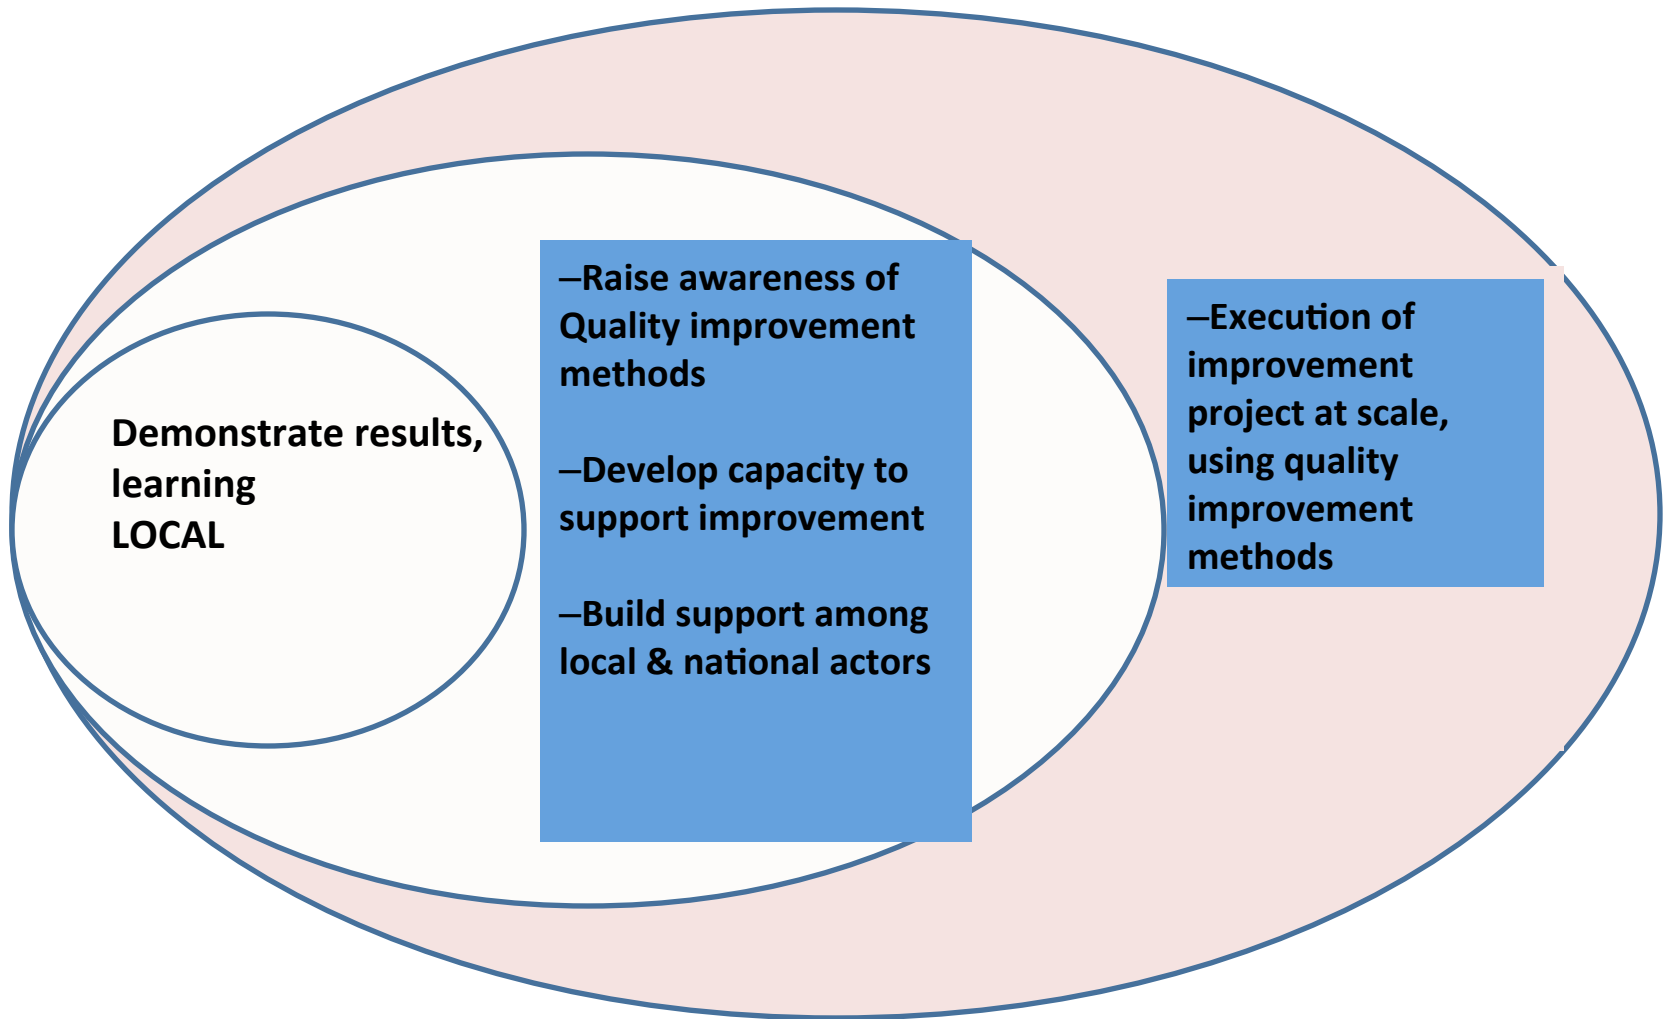 Demonstrate results,
learning
LOCAL
–Raise awareness of
Quality improvement
methods
–Develop capacity to
support improvement
–Build support among
local & national actors
–Execution of
improvement
project at scale,
using quality
improvement
methods